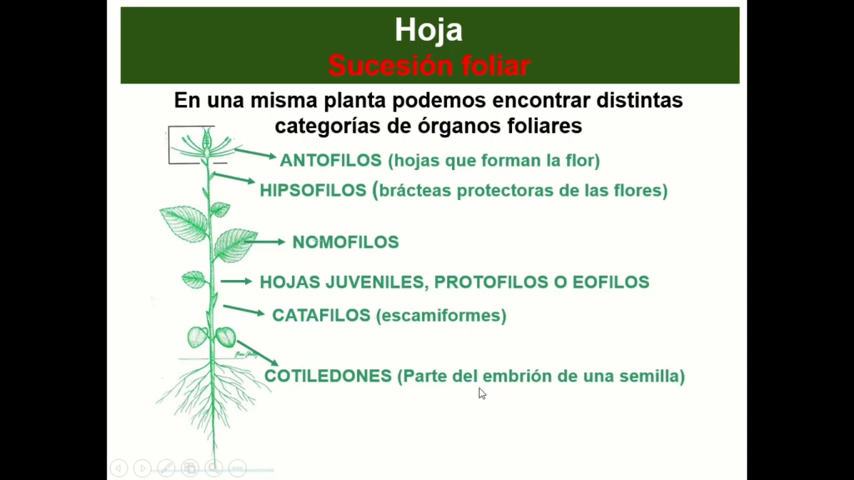 Hoja
Sucesión foliar
En una misma planta podemos encontrar distintas
categorías de órganos foliares
ANTOFILOS (hojas que forman la flor)
HIPSOFILOS (brácteas protectoras de las flores)
NOMOFILOS
HOJAS JUVENILES, PROTOFILOS O EOFILOS
CATAFILOS (escamiformes)
COTILEDONES (Parte del embrión de una semilla)